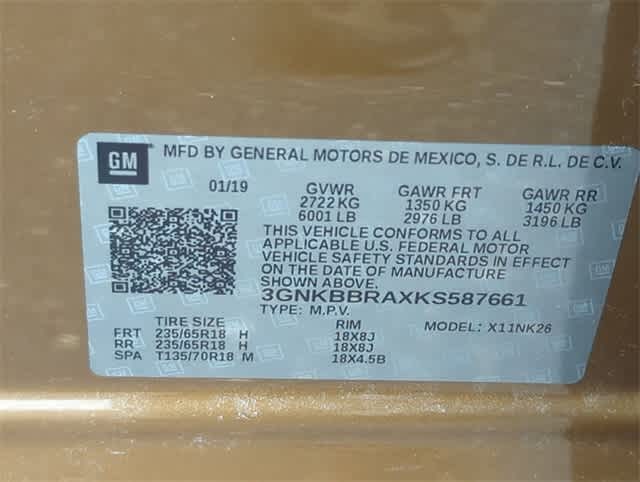 GM MFD BY GENERAL MOTORS DE MEXICO, S. DE R.L. DE C.V.
01/19 GVWR GAWR FRT GAWR RR
2722 KG 1350 KG 1450 KG
6001 LB 2976 LB 3196 LB
THIS VEHICLE CONFORMS TO ALL
APPLICABLE U.S. FEDERAL MOTOR
VEHICLE SAFETY STANDARDS IN EFFECT
ON THE DATE OF MANUFACTURE
SHOWN ABOVE.
3GNKBBRAXKS587661
TYPE: M.P.V. MODEL: X11NK26
TIRE SIZE RIM
FRT 235/65R18 H 18X8J
RR 235/65R18 H 18X8J
SPA T135/70R18 M 18X4.5B